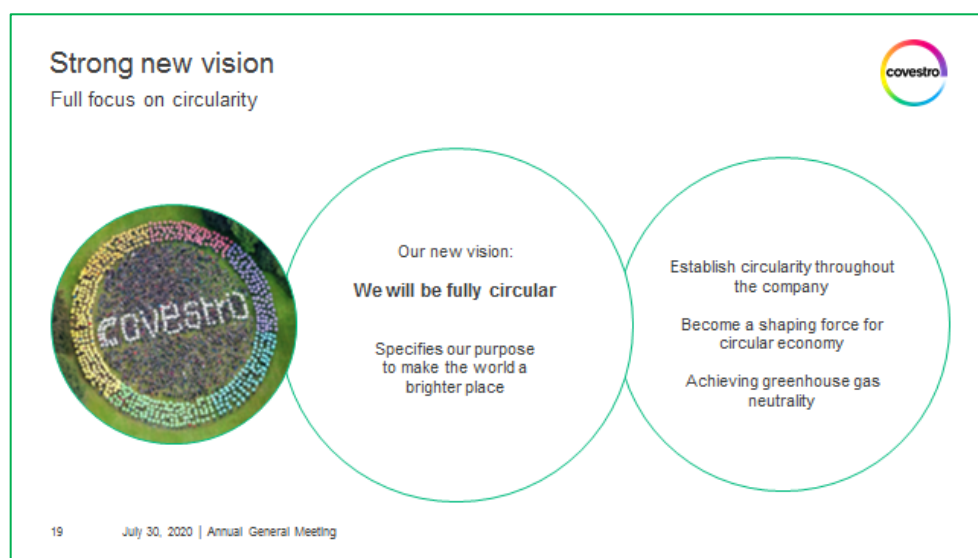 Strong new vision
Full focus on circularity
covestro
covestro
Our new vision:
We will be fully circular
Specifies our purpose
to make the world a
brighter place
Establish circularity throughout
the company
Become a shaping force for
circular economy
Achieving greenhouse gas
neutrality
19 July 30, 2020 | Annual General Meeting